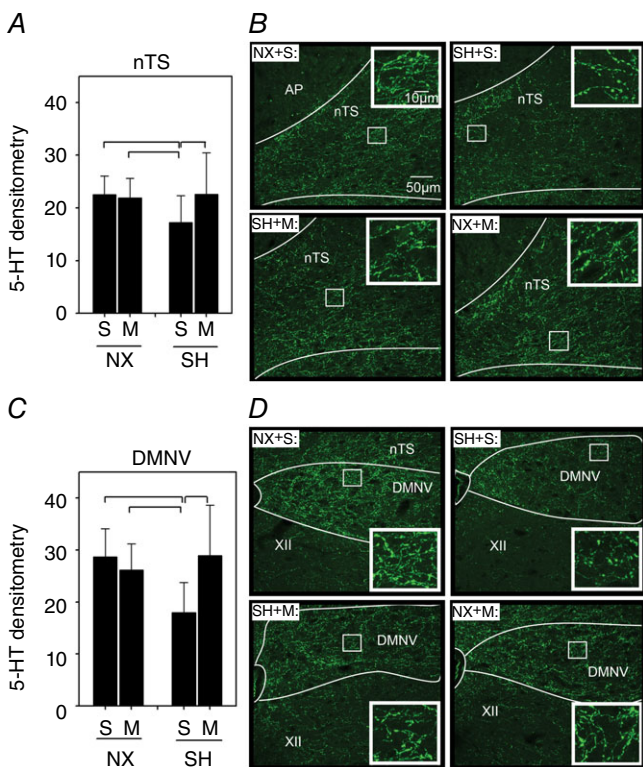 A
nTS
5-HT densitometry
40
30
20
10
0
S M S M
NX SH
B
NX+S:
AP
nTS
10µm
50µm
SH+S:
nTS
SH+M:
nTS
NX+M:
nTS
C
DMNV
5-HT densitometry
40
30
20
10
0
S M S M
NX SH
D
NX+S:
nTS
DMNV
XII
SH+S:
DMNV
XII
SH+M:
DMNV
XII
NX+M:
DMNV
XII